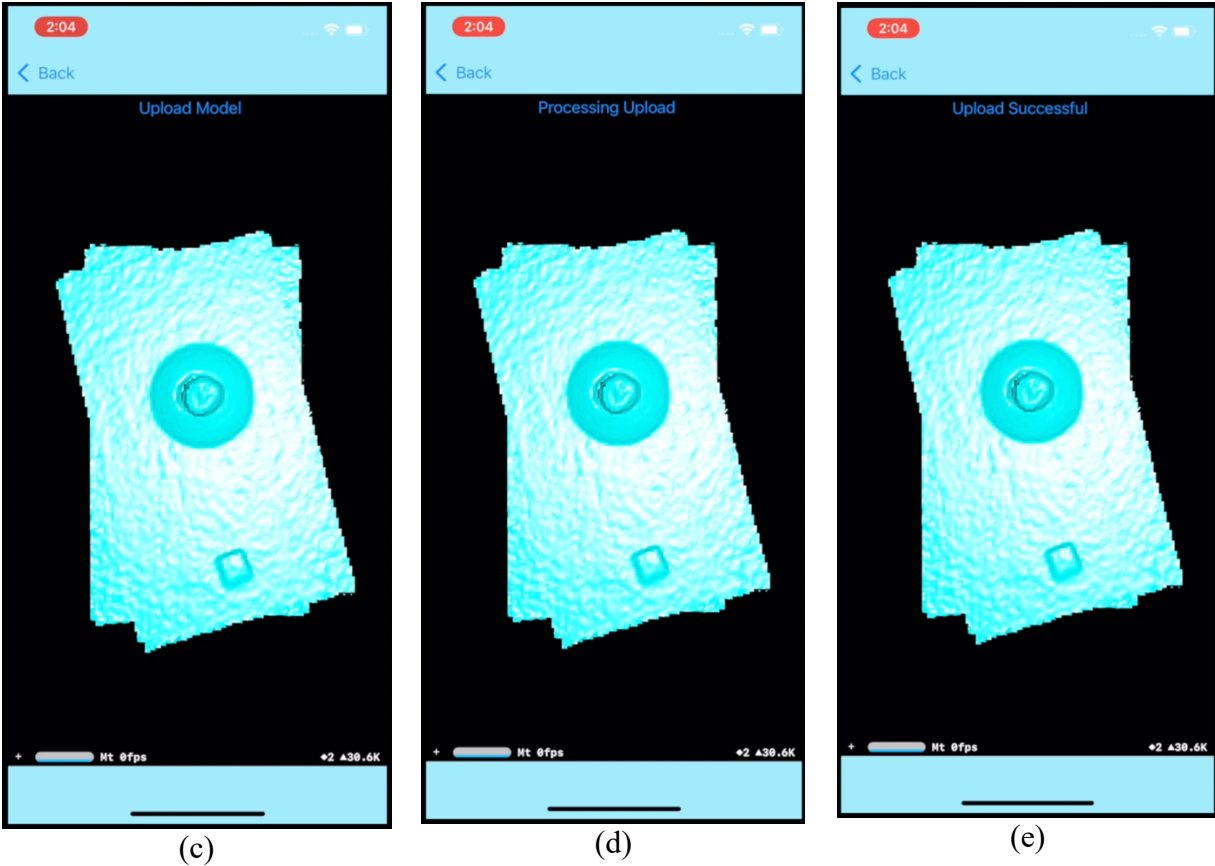 2:04
Back
Upload Model
+ Mt 0fps ◆2 ▲30.6K
(c)
2:04
Back
Processing Upload
+ Mt 0fps ◆2 ▲30.6K
(d)
2:04
Back
Upload Successful
+ Mt 0fps ◆2 ▲30.6K
(e)